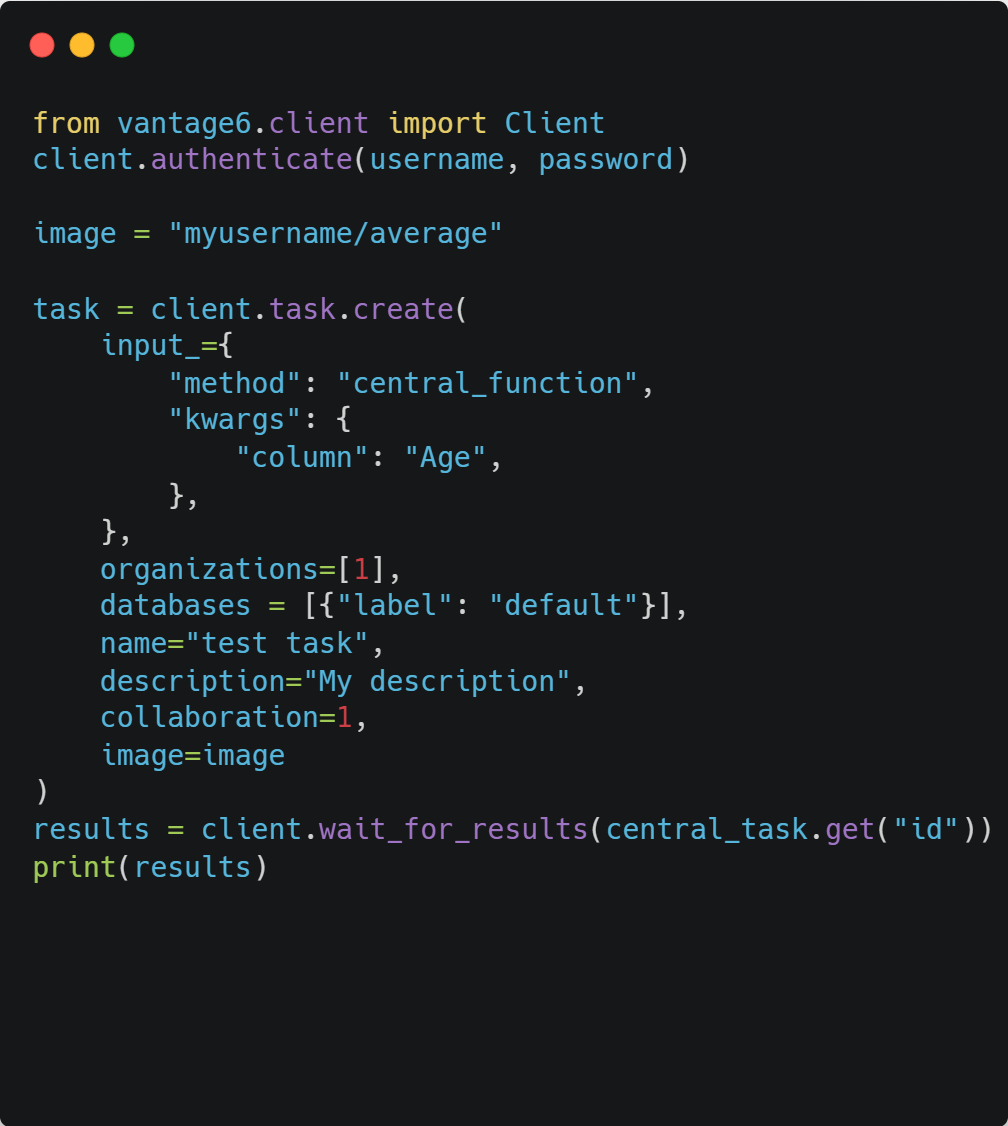 from vantage6.client import Client
client.authenticate(username, password)

image = "myusername/average"

task = client.task.create(
    input_={
        "method": "central_function",
        "kwargs": {
            "column": "Age",
        },
    },
    organizations=[1],
    databases = [{"label": "default"}],
    name="test task",
    description="My description",
    collaboration=1,
    image=image
)
results = client.wait_for_results(central_task.get("id"))
print(results)